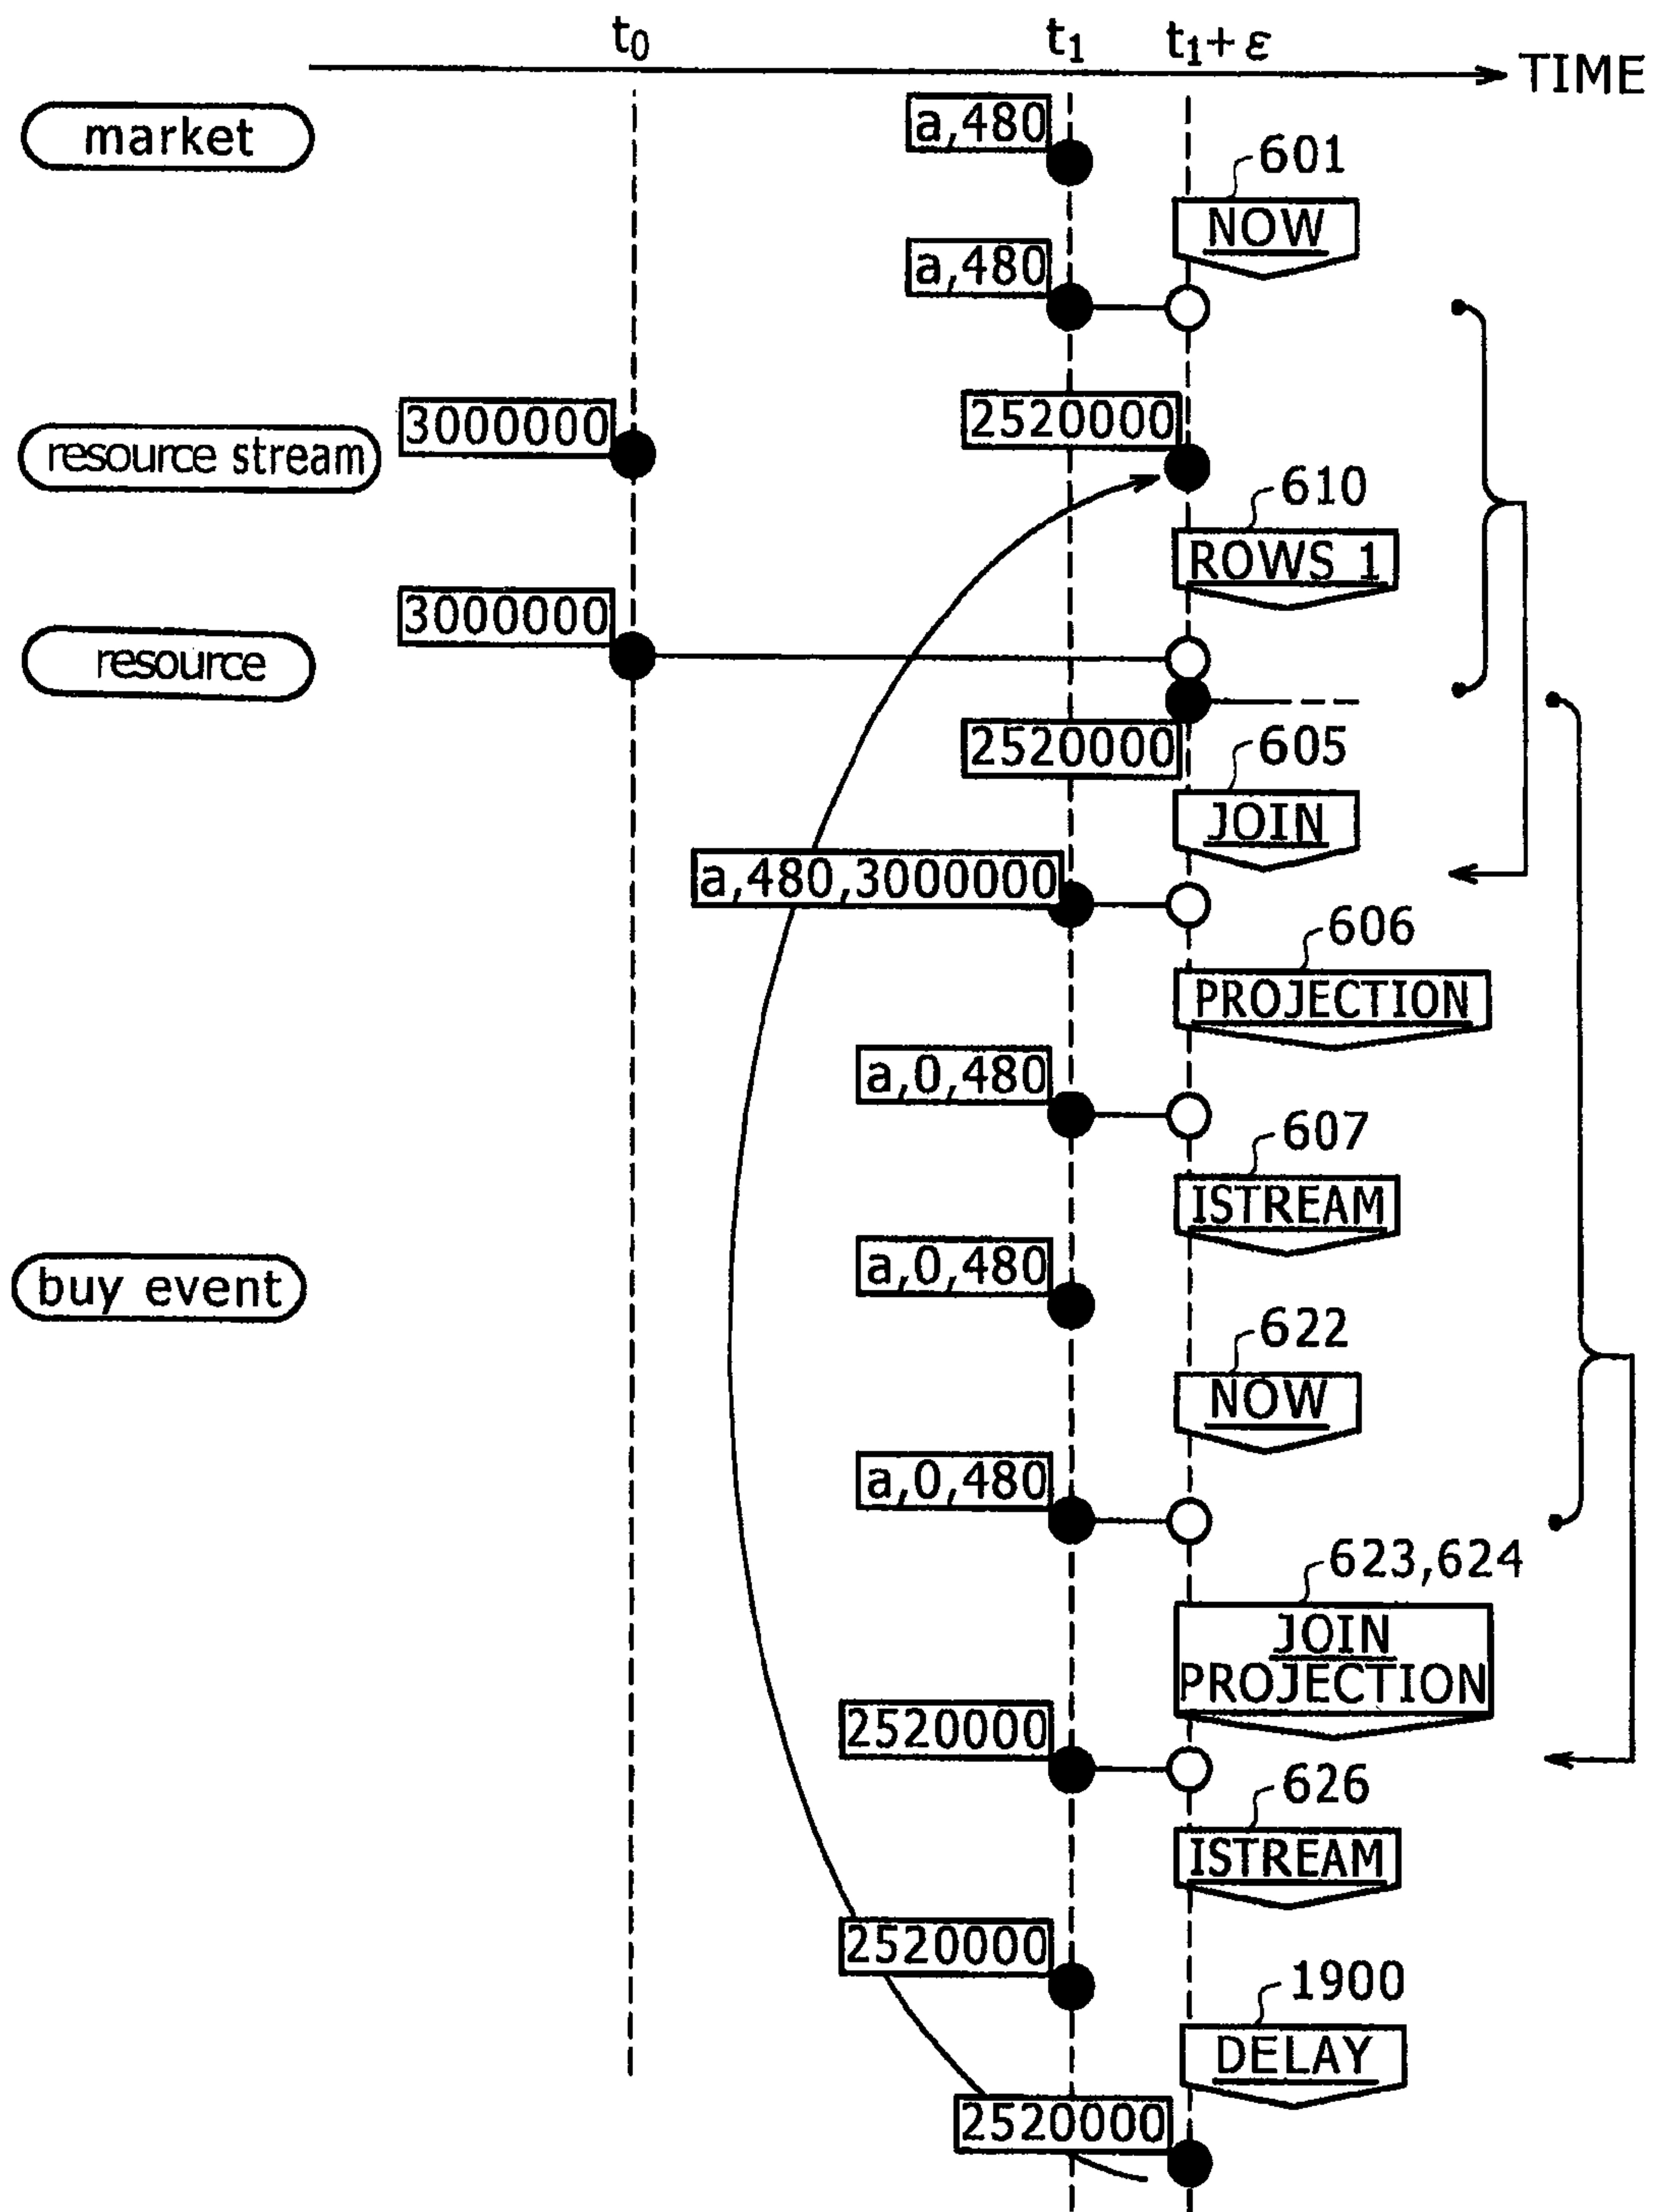 t₀ t₁ t₁+ε TIME
market
a,480
601
NOW
a,480
resource stream
3000000
2520000
610
ROWS 1
resource
3000000
2520000
605
JOIN
a,480,3000000
606
PROJECTION
a,0,480
607
ISTREAM
buy event
a,0,480
622
NOW
a,0,480
623,624
JOIN
PROJECTION
2520000
626
ISTREAM
2520000
1900
DELAY
2520000